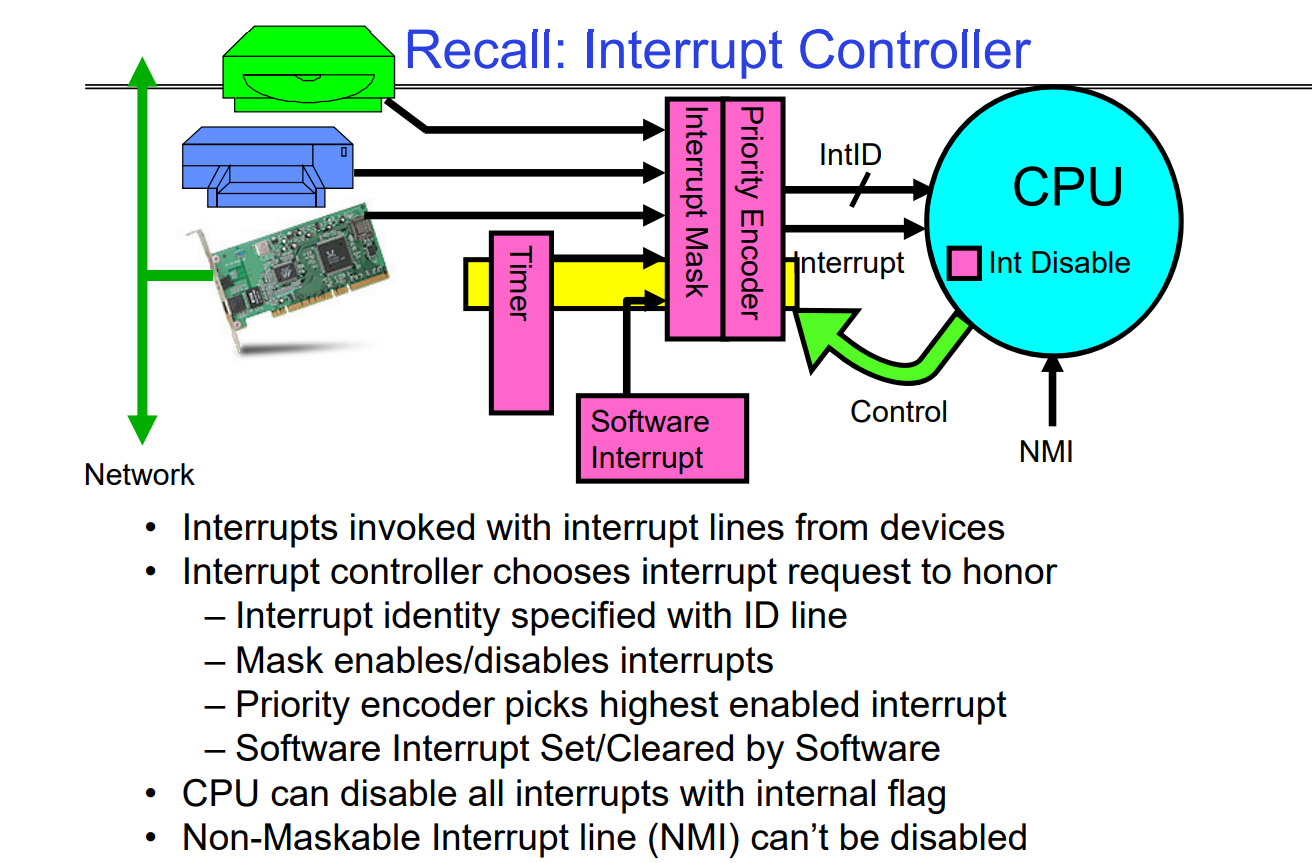 Recall: Interrupt Controller
Interrupt Mask
Priority Encoder
IntID
CPU
Interrupt
Int Disable
Timer
Software
Interrupt
Control
NMI
Network
• Interrupts invoked with interrupt lines from devices
• Interrupt controller chooses interrupt request to honor
– Interrupt identity specified with ID line
– Mask enables/disables interrupts
– Priority encoder picks highest enabled interrupt
– Software Interrupt Set/Cleared by Software
• CPU can disable all interrupts with internal flag
• Non-Maskable Interrupt line (NMI) can’t be disabled